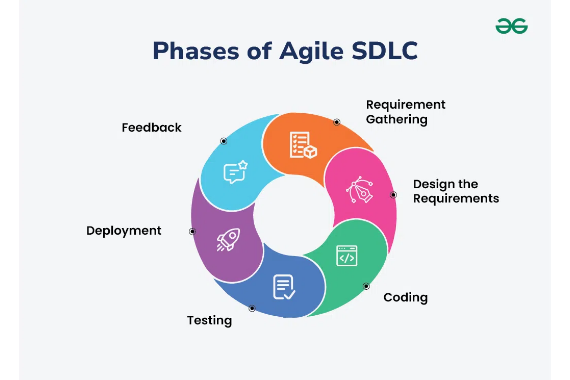 Phases of Agile SDLC
Requirement
Gathering
Design the
Requirements
Coding
Testing
Deployment
Feedback